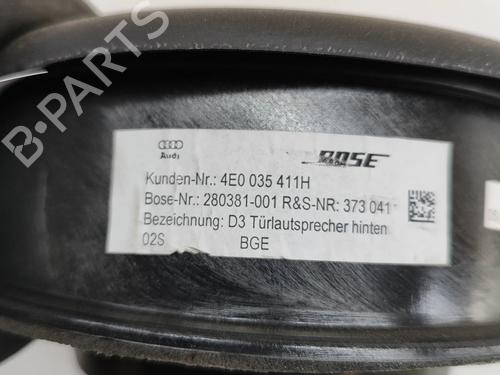 B-PARTS
Audi
BOSE
Kunden-Nr.: 4E0 035 411H
Bose-Nr.: 280381-001 R&S-NR: 373 041
Bezeichnung: D3 Türlautsprecher hinten
02S BGE